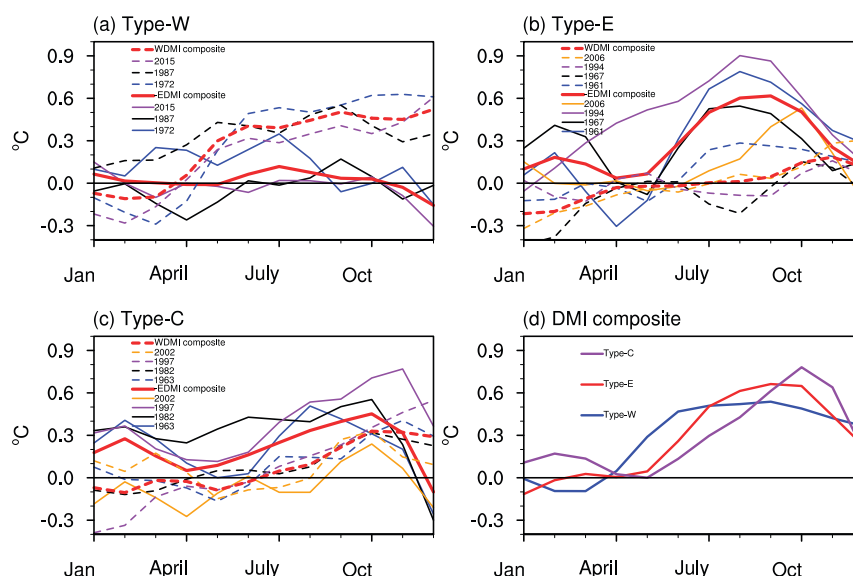 (a) Type-W
0.9
0.6
0.3
0.0
-0.3
°C
WDMI composite
2015
1987
1972
-EDMI composite
2015
1987
1972
Jan
April
July
Oct
(b) Type-E
0.9
0.6
0.3
0.0
-0.3
°C
WDMI composite
2006
1994
1967
1961
-EDMI composite
2006
1994
1967
1961
Jan
April
July
Oct
(c) Type-C
0.9
0.6
0.3
0.0
-0.3
°C
WDMI composite
2002
1997
1982
1963
-EDMI composite
2002
1997
1982
1963
Jan
April
July
Oct
(d) DMI composite
0.9
0.6
0.3
0.0
-0.3
°C
Type-C
Type-E
Type-W
Jan
April
July
Oct